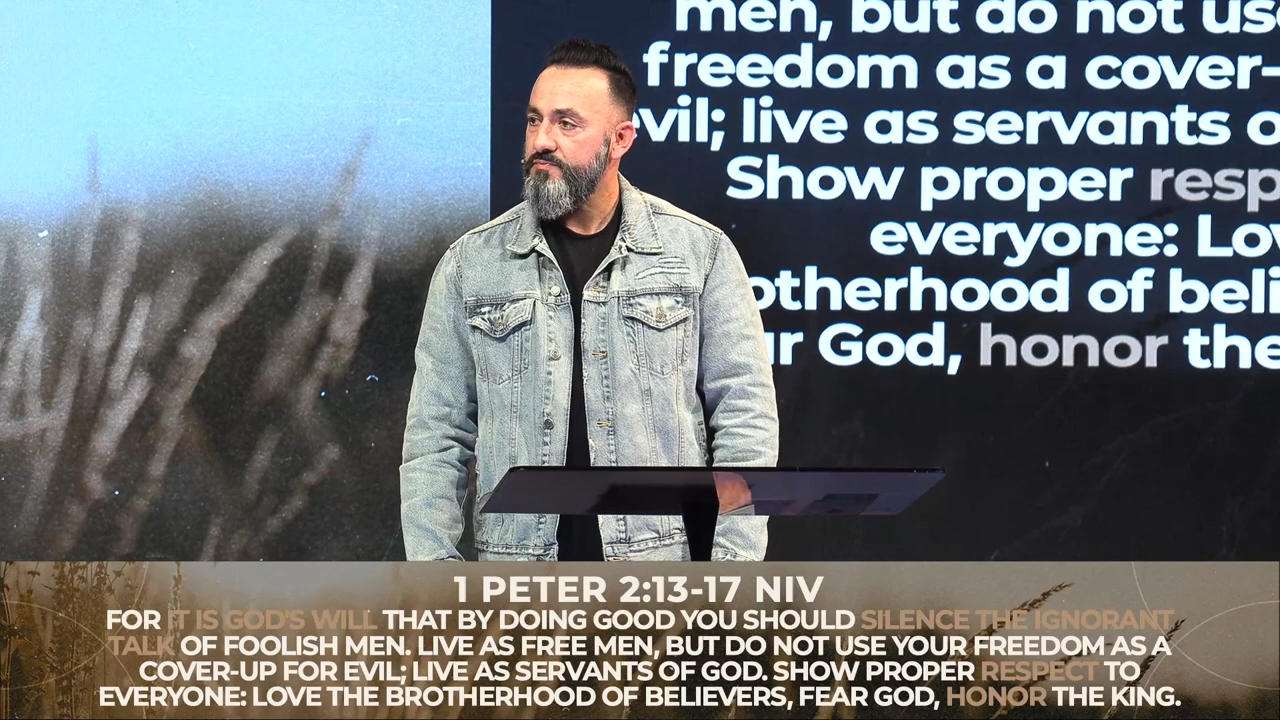 men, but do not us
freedom as a cover-
evil; live as servants o
Show proper resp
everyone: Lov
otherhood of beli
ar God, honor the
1 PETER 2:13-17 NIV
FOR IT IS GOD'S WILL THAT BY DOING GOOD YOU SHOULD SILENCE THE IGNORANT
TALK OF FOOLISH MEN. LIVE AS FREE MEN, BUT DO NOT USE YOUR FREEDOM AS A
COVER-UP FOR EVIL; LIVE AS SERVANTS OF GOD. SHOW PROPER RESPECT TO
EVERYONE: LOVE THE BROTHERHOOD OF BELIEVERS, FEAR GOD, HONOR THE KING.